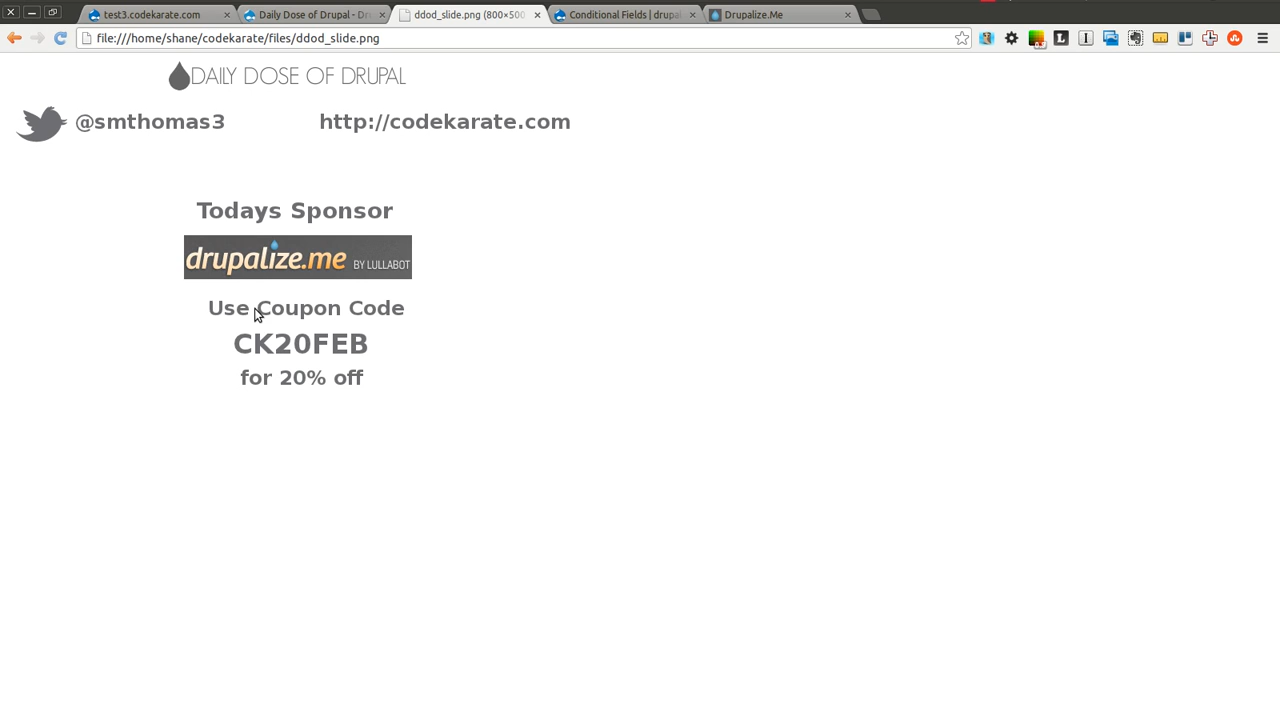 test3.codekarate.com
Daily Dose of Drupal - Dr
ddod_slide.png (800×500
Conditional Fields | drupal
Drupalize.Me
file:///home/shane/codekarate/files/ddod_slide.png
DAILY DOSE OF DRUPAL
@smthomas3 http://codekarate.com
Todays Sponsor
drupalize.me BY LULLABOT
Use Coupon Code
CK20FEB
for 20% off